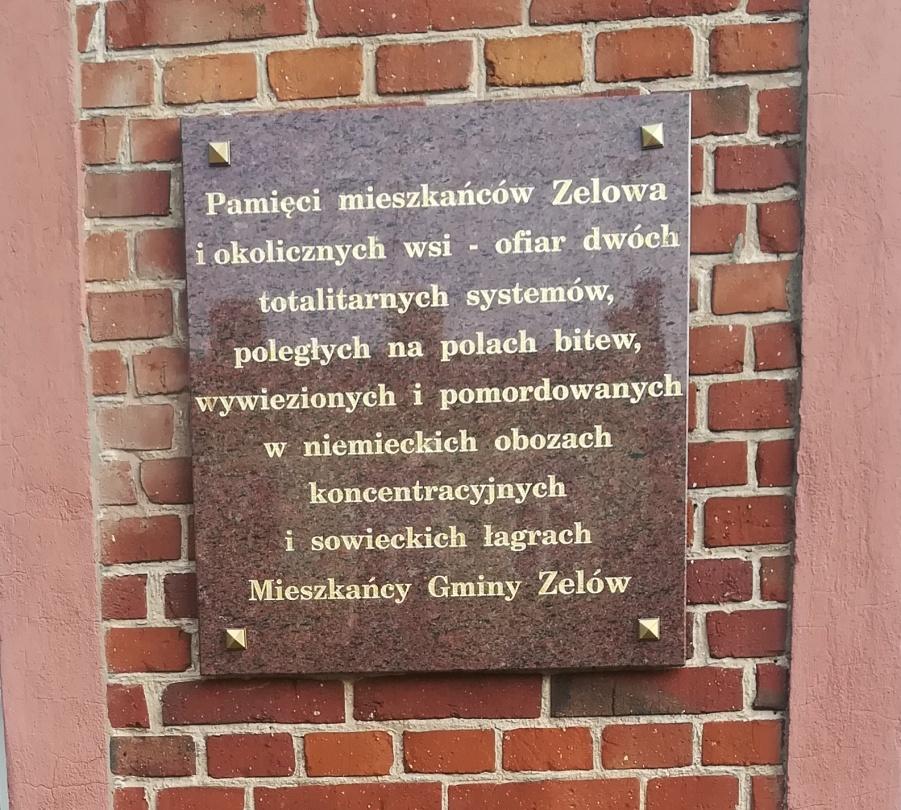 Pamięci mieszkańców Zelowa
i okolicznych wsi - ofiar dwóch
totalitarnych systemów,
poległych na polach bitew,
wywiezionych i pomordowanych
w niemieckich obozach
koncentracyjnych
i sowieckich łagrach
Mieszkańcy Gminy Zelów